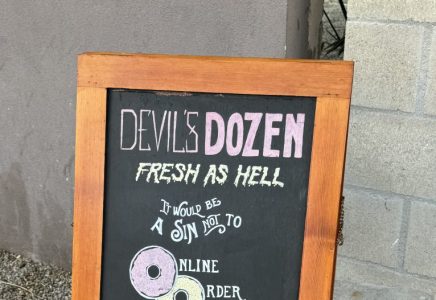 DEVIL'S DOZEN
FRESH AS HELL
IT WOULD BE
A SIN NOT TO
ONLINE
ORDER